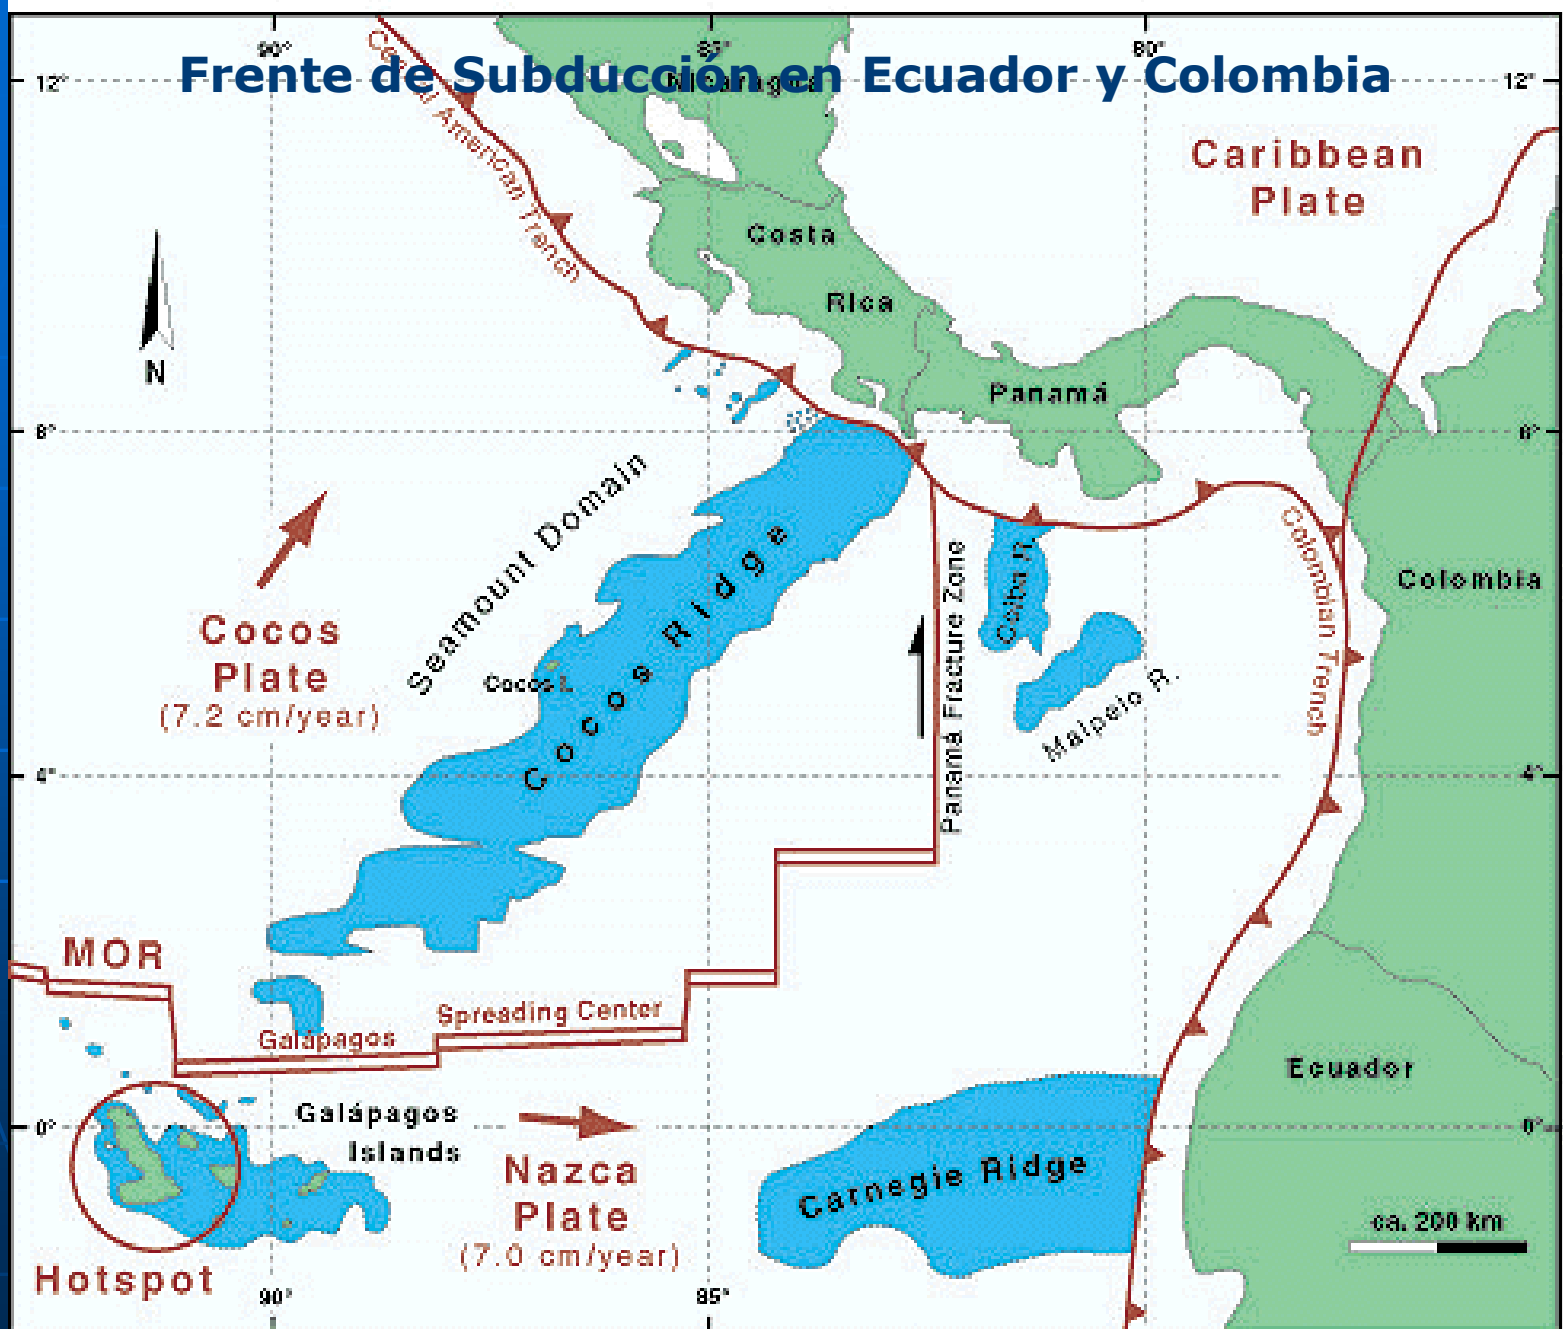 90°
85°
80°
Frente de Subducción en Ecuador y Colombia
12°
Nicaragua
12°
Central American Trench
Caribbean
Plate
Costa
Rica
N
Panamá
8°
8°
Seamount Domain
Cocos Ridge
Cocos I.
Cocos
Plate
(7.2 cm/year)
Panamá Fracture Zone
Coiba R.
Malpelo R.
Colombian Trench
Colombia
4°
4°
MOR
Galápagos
Spreading Center
Ecuador
0°
0°
Galápagos
Islands
Nazca
Plate
(7.0 cm/year)
Carnegie Ridge
ca. 200 km
Hotspot
90°
85°